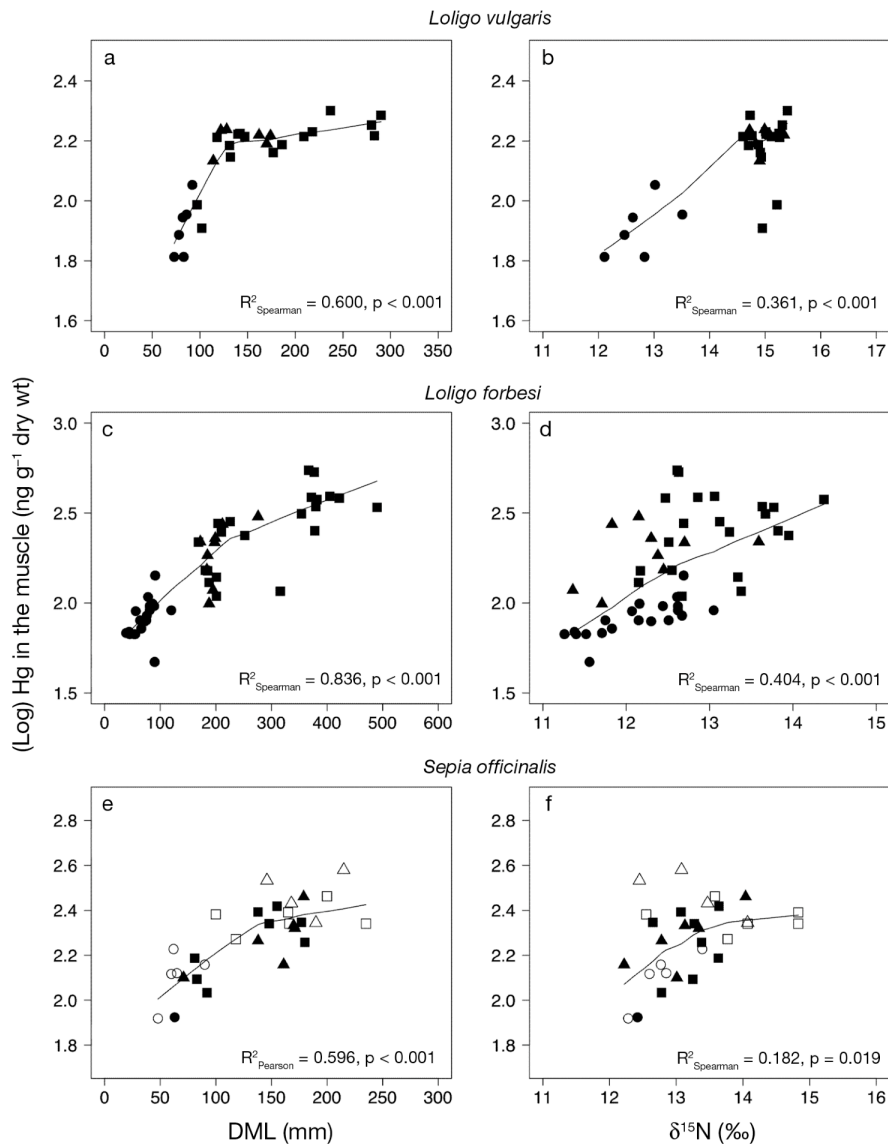 Loligo vulgaris
a
2.4
2.2
2.0
1.8
1.6
R²Spearman = 0.600, p < 0.001
0 50 100 150 200 250 300 350
b
2.4
2.2
2.0
1.8
1.6
R²Spearman = 0.361, p < 0.001
11 12 13 14 15 16 17
Loligo forbesi
(Log) Hg in the muscle (ng g⁻¹ dry wt)
c
3.0
2.5
2.0
1.5
R²Spearman = 0.836, p < 0.001
0 100 200 300 400 500 600
d
3.0
2.5
2.0
1.5
R²Spearman = 0.404, p < 0.001
11 12 13 14 15
Sepia officinalis
e
2.8
2.6
2.4
2.2
2.0
1.8
R²Pearson = 0.596, p < 0.001
0 50 100 150 200 250 300
DML (mm)
f
2.8
2.6
2.4
2.2
2.0
1.8
R²Spearman = 0.182, p = 0.019
11 12 13 14 15 16
δ¹⁵N (‰)